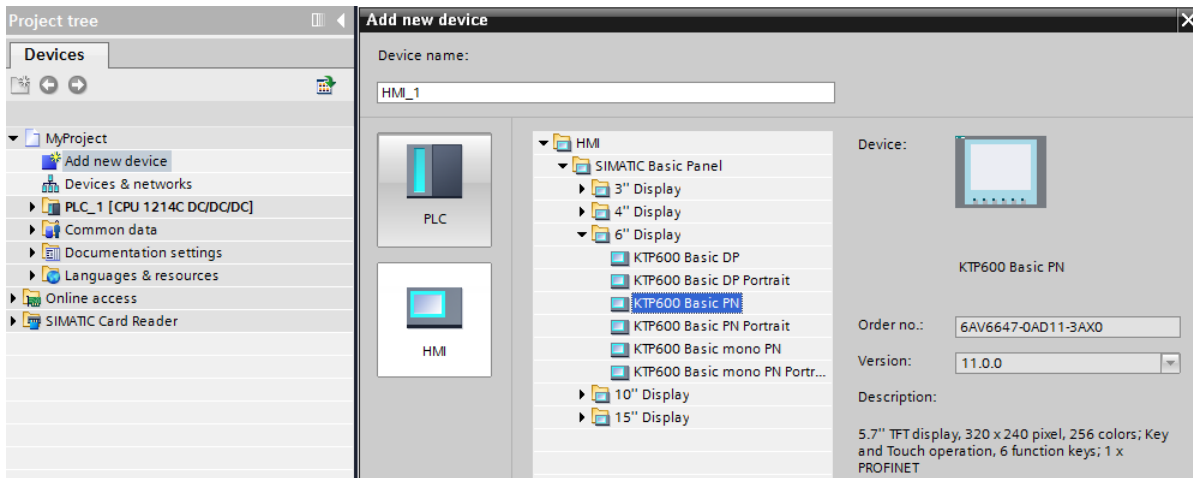 Project tree
Devices
MyProject
Add new device
Devices & networks
PLC_1 [CPU 1214C DC/DC/DC]
Common data
Documentation settings
Languages & resources
Online access
SIMATIC Card Reader
Add new device
Device name:
HMI_1
PLC
HMI
HMI
SIMATIC Basic Panel
3'' Display
4'' Display
6'' Display
KTP600 Basic DP
KTP600 Basic DP Portrait
KTP600 Basic PN
KTP600 Basic PN Portrait
KTP600 Basic mono PN
KTP600 Basic mono PN Portr...
10'' Display
15'' Display
Device:
KTP600 Basic PN
Order no.: 6AV6647-0AD11-3AX0
Version: 11.0.0
Description:
5.7'' TFT display, 320 x 240 pixel, 256 colors; Key
and Touch operation, 6 function keys; 1 x
PROFINET